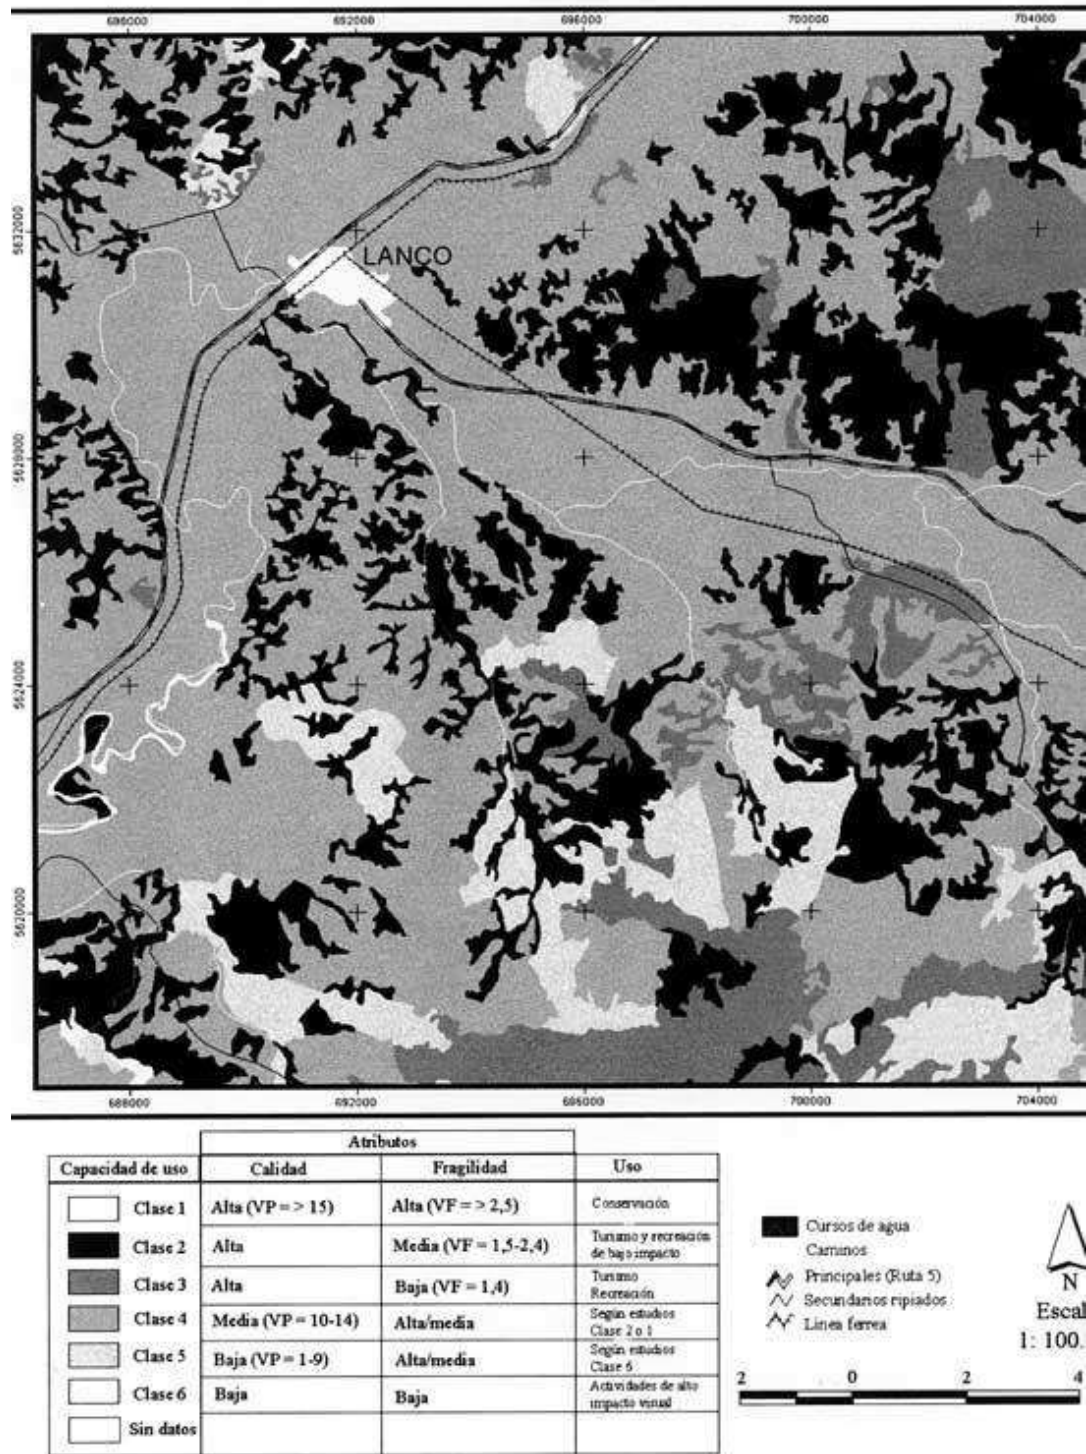 688000 692000 696000 700000 704000
5632000
LANCO
5628000
5624000
5620000
688000 692000 696000 700000 704000
Atributos
Capacidad de uso Calidad Fragilidad Uso
Clase 1 Alta (VP = > 15) Alta (VF = > 2,5) Conservación
Clase 2 Alta Media (VF = 1,5-2,4) Turismo y recreación
de bajo impacto
Clase 3 Alta Baja (VF = 1,4) Turismo
Recreación
Clase 4 Media (VP = 10-14) Alta/media Según estudios
Clase 2 o 1
Clase 5 Baja (VP = 1-9) Alta/media Según estudios
Clase 6
Clase 6 Baja Baja Actividades de alto
impacto visual
Sin datos
Cursos de agua
Caminos
Principales (Ruta 5)
Secundarios ripiados
Linea ferrea
N
Escal
1: 100.
2 0 2 4